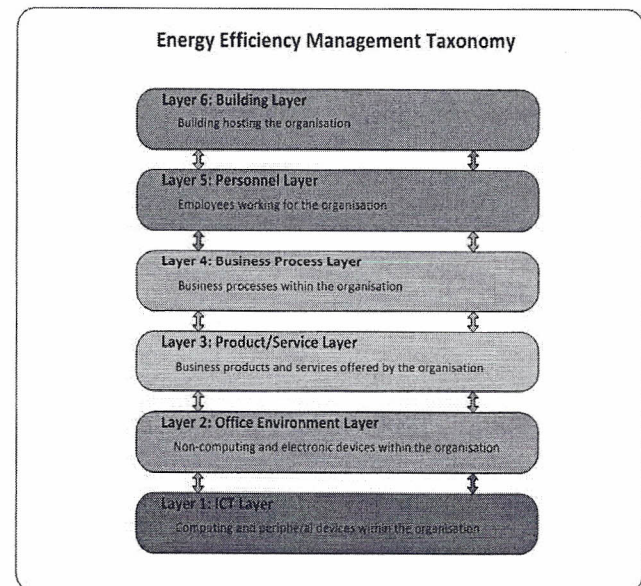 Energy Efficiency Management Taxonomy
Layer 6: Building Layer
Building hosting the organisation
Layer 5: Personnel Layer
Employees working for the organisation
Layer 4: Business Process Layer
Business processes within the organisation
Layer 3: Product/Service Layer
Business products and services offered by the organisation
Layer 2: Office Environment Layer
Non-computing and electronic devices within the organisation
Layer 1: ICT Layer
Computing and peripheral devices within the organisation